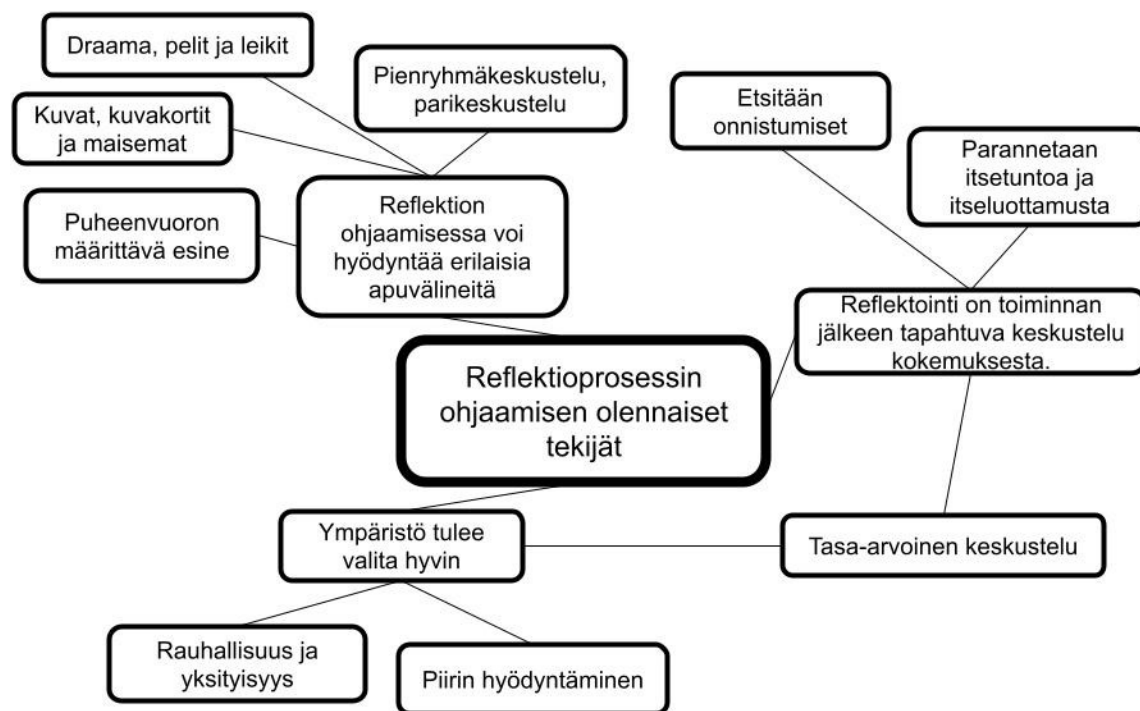 Draama, pelit ja leikit
Pienryhmäkeskustelu,
parikeskustelu
Kuvat, kuvakortit
ja maisemat
Puheenvuoron
määrittävä esine
Reflektion
ohjaamisessa voi
hyödyntää erilaisia
apuvälineitä
Etsitään
onnistumiset
Parannetaan
itsetuntoa ja
itseluottamusta
Reflektointi on toiminnan
jälkeen tapahtuva keskustelu
kokemuksesta.
Reflektioprosessin
ohjaamisen olennaiset
tekijät
Ympäristö tulee
valita hyvin
Tasa-arvoinen keskustelu
Rauhallisuus ja
yksityisyys
Piirin hyödyntäminen